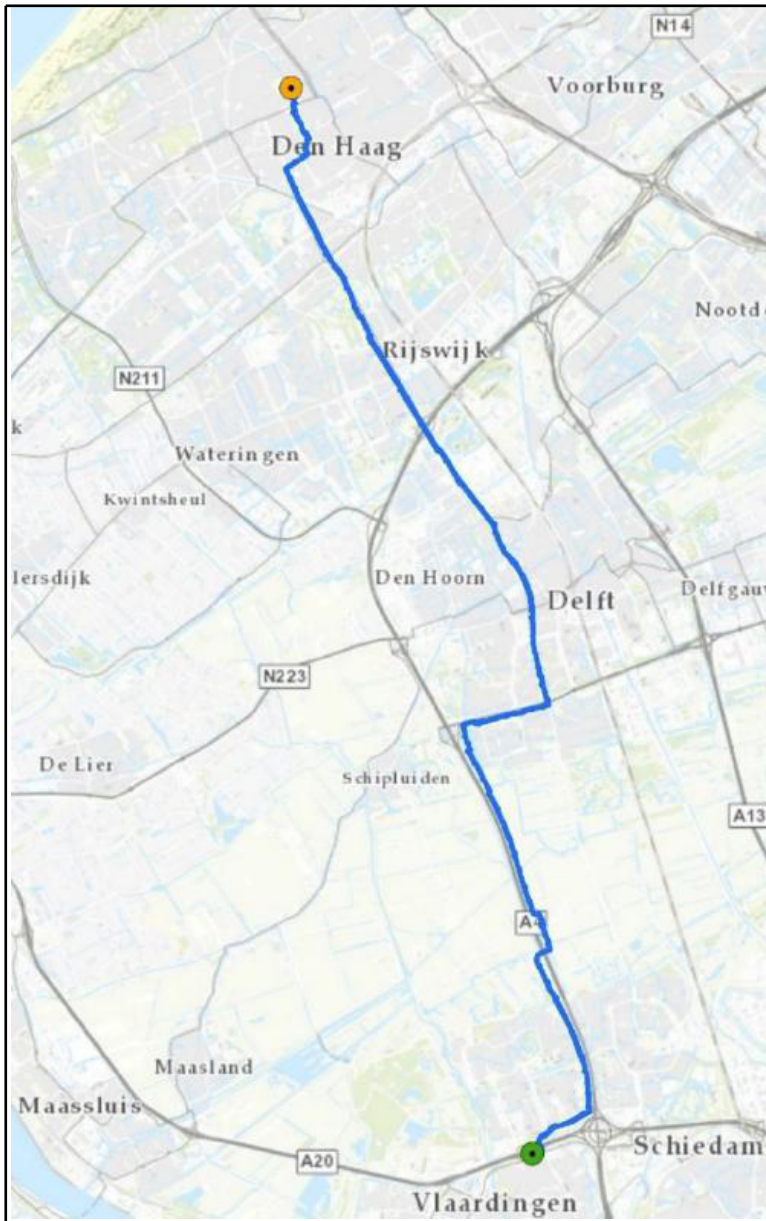 N14
Voorburg
Den Haag
Nootd
Rijswijk
N211
k
Wateringen
Kwintsheul
lersdijk
Den Hoorn
Delft
Delfgauv
N223
De Lier
Schipluiden
A13
A4
Maasland
Maassluis
A20
Schiedam
Vlaardingen